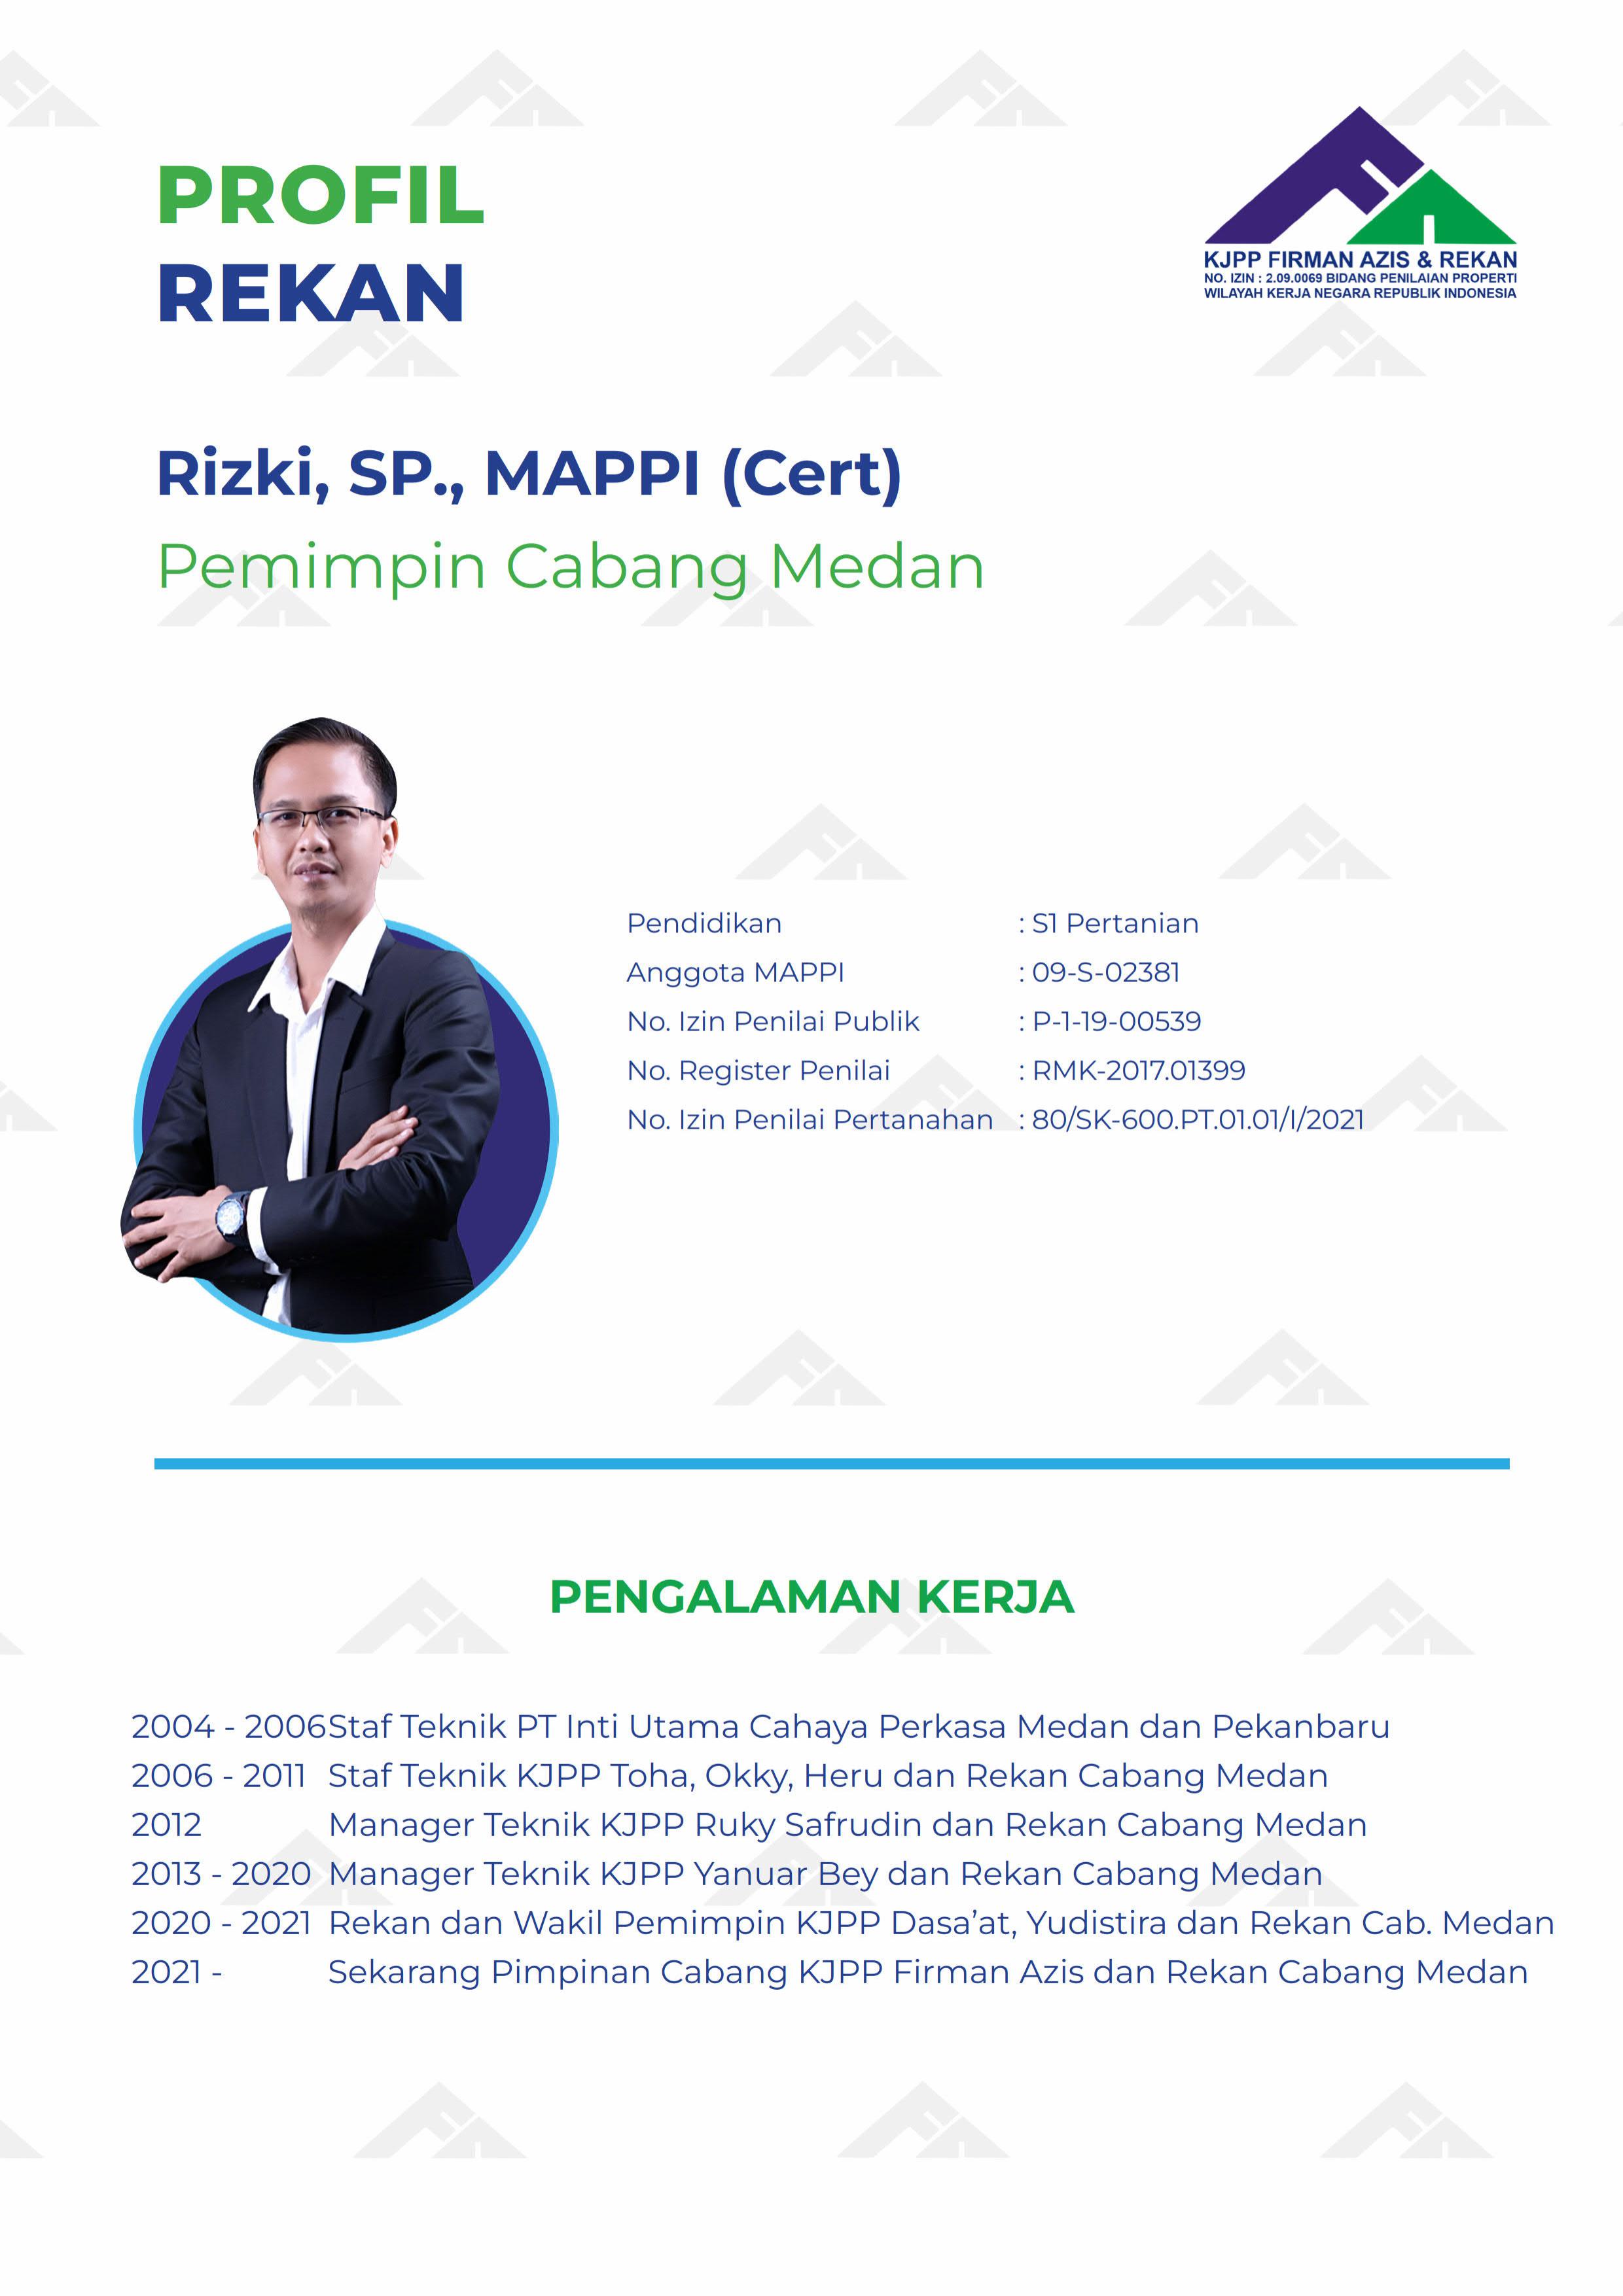 PROFIL
REKAN
KJPP FIRMAN AZIS & REKAN
NO. IZIN : 2.09.0069 BIDANG PENILAIAN PROPERTI
WILAYAH KERJA NEGARA REPUBLIK INDONESIA
Rizki, SP., MAPPI (Cert)
Pemimpin Cabang Medan
Pendidikan : S1 Pertanian
Anggota MAPPI : 09-S-02381
No. Izin Penilai Publik : P-1-19-00539
No. Register Penilai : RMK-2017.01399
No. Izin Penilai Pertanahan : 80/SK-600.PT.01.01/I/2021
PENGALAMAN KERJA
2004 - 2006 Staf Teknik PT Inti Utama Cahaya Perkasa Medan dan Pekanbaru
2006 - 2011 Staf Teknik KJPP Toha, Okky, Heru dan Rekan Cabang Medan
2012 Manager Teknik KJPP Ruky Safrudin dan Rekan Cabang Medan
2013 - 2020 Manager Teknik KJPP Yanuar Bey dan Rekan Cabang Medan
2020 - 2021 Rekan dan Wakil Pemimpin KJPP Dasa’at, Yudistira dan Rekan Cab. Medan
2021 - Sekarang Pimpinan Cabang KJPP Firman Azis dan Rekan Cabang Medan